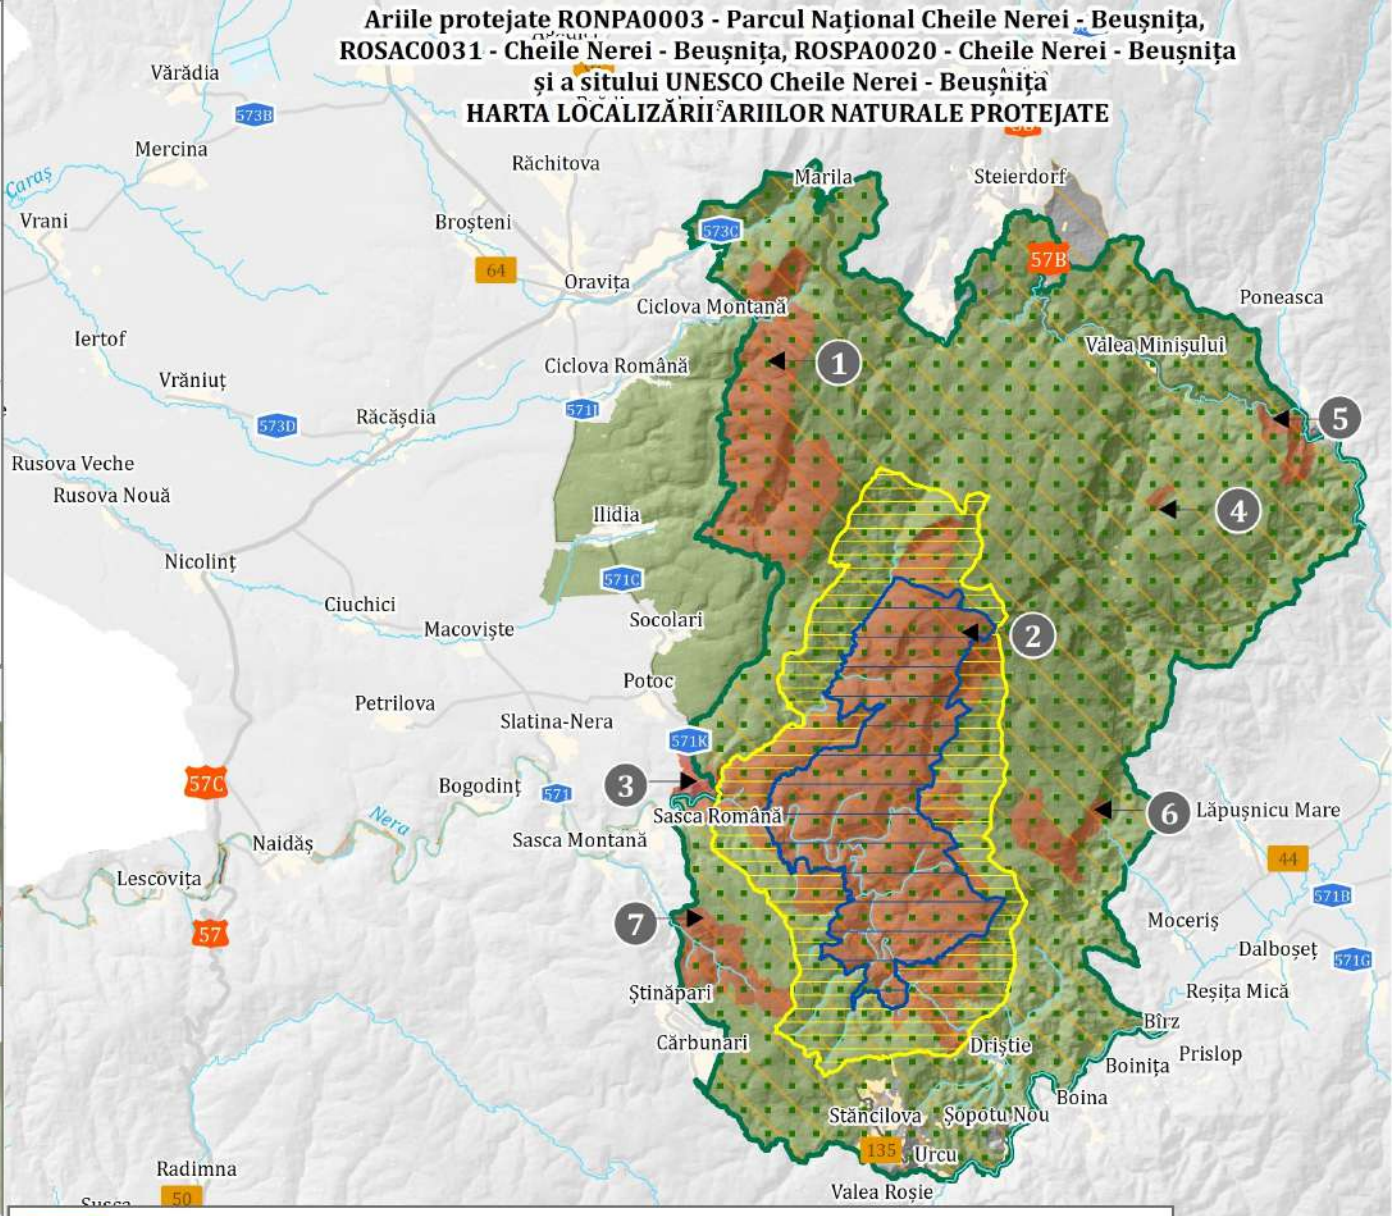 Ariile protejate RONPA0003 - Parcul Național Cheile Nerei - Beușnița,
ROSAC0031 - Cheile Nerei - Beușnița, ROSPA0020 - Cheile Nerei - Beușnița
și a sitului UNESCO Cheile Nerei - Beușnița
HARTA LOCALIZĂRII ARIILOR NATURALE PROTEJATE
Vărădia
573B
Mercina
Răchitova
Marila
Steierdorf
Caraș
Vrani
Broșteni
573C
64
57B
Oravița
Ciclova Montană
Poneasca
Iertof
Valea Minișului
Ciclova Română
1
Vrăniuț
571I
Răcășdia
573D
5
Rusova Veche
Rusova Nouă
Ilidia
4
Nicolinț
571C
Ciuchici
Socolari
Macoviște
2
Potoc
Petrilova
Slatina-Nera
571K
57C
3
Bogodinț
571
Nera
Sasca Română
6
Lăpușnicu Mare
Naidăș
Sasca Montană
44
Lescovița
571B
7
57
Moceriș
Dalboșet
571G
Știnăpari
Reșița Mică
Bîrz
Cărbunari
Driștie
Prislop
Boinița
Boina
Stăncilova
Șopotu Nou
135
Urcu
Radimna
Valea Roșie
50